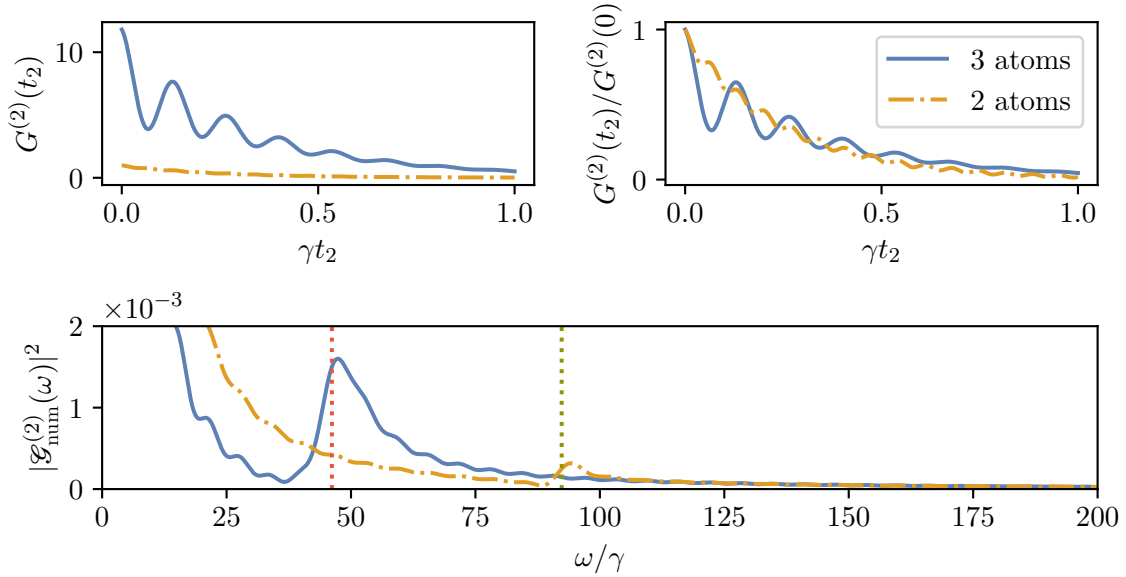 G^{(2)}(t_2)
10
0
0.0 0.5 1.0
γt_2
G^{(2)}(t_2)/G^{(2)}(0)
1
0
0.0 0.5 1.0
γt_2
3 atoms
2 atoms
×10^{−3}
|𝒢^{(2)}_{num}(ω)|^2
2
1
0
0 25 50 75 100 125 150 175 200
ω/γ